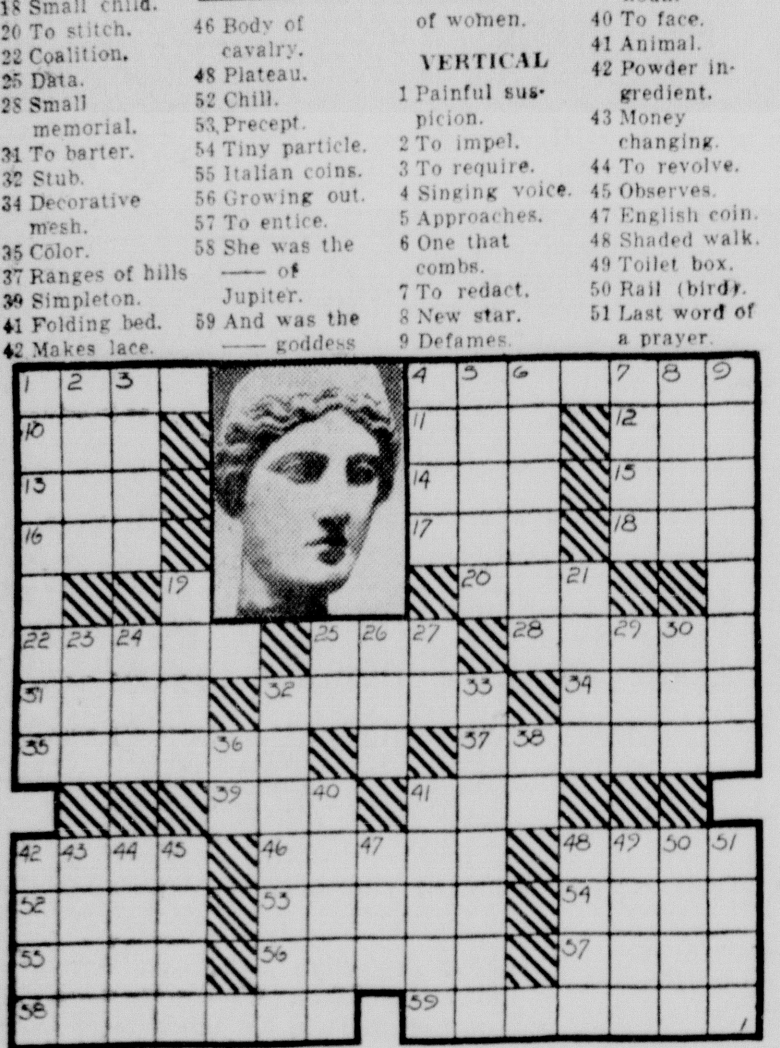 18 Small child.
20 To stitch.
22 Coalition.
25 Data.
28 Small
memorial.
31 To barter.
32 Stub.
34 Decorative
mesh.
35 Color.
37 Ranges of hills
39 Simpleton.
41 Folding bed.
42 Makes lace.
46 Body of
cavalry.
48 Plateau.
52 Chill.
53 Precept.
54 Tiny particle.
55 Italian coins.
56 Growing out.
57 To entice.
58 She was the
—— of
Jupiter.
59 And was the
—— goddess
of women.
VERTICAL
1 Painful sus-
picion.
2 To impel.
3 To require.
4 Singing voice.
5 Approaches.
6 One that
combs.
7 To redact.
8 New star.
9 Defames.
40 To face.
41 Animal.
42 Powder in-
gredient.
43 Money
changing.
44 To revolve.
45 Observes.
47 English coin.
48 Shaded walk.
49 Toilet box.
50 Rail (bird).
51 Last word of
a prayer.
1 2 3 4 5 6 7 8 9
10 11 12
13 14 15
16 17 18
19 20 21
22 23 24 25 26 27 28 29 30
31 32 33 34
35 36 37 38
39 40 41
42 43 44 45 46 47 48 49 50 51
52 53 54
55 56 57
58 59